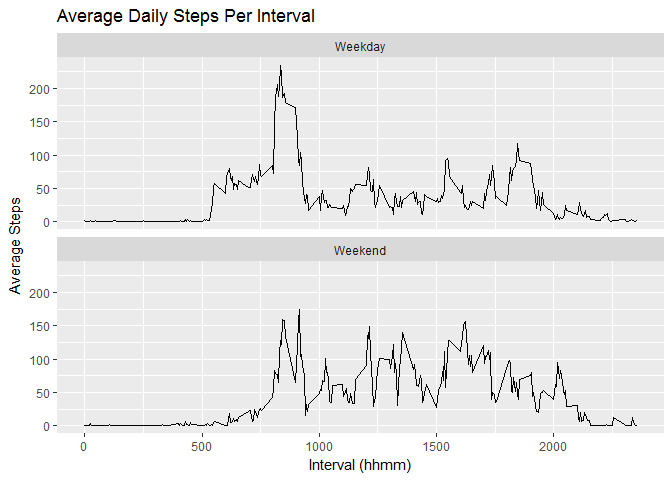 Average Daily Steps Per Interval
Weekday
200
150
100
50
0
Weekend
200
150
100
50
0
Average Steps
0 500 1000 1500 2000
Interval (hhmm)